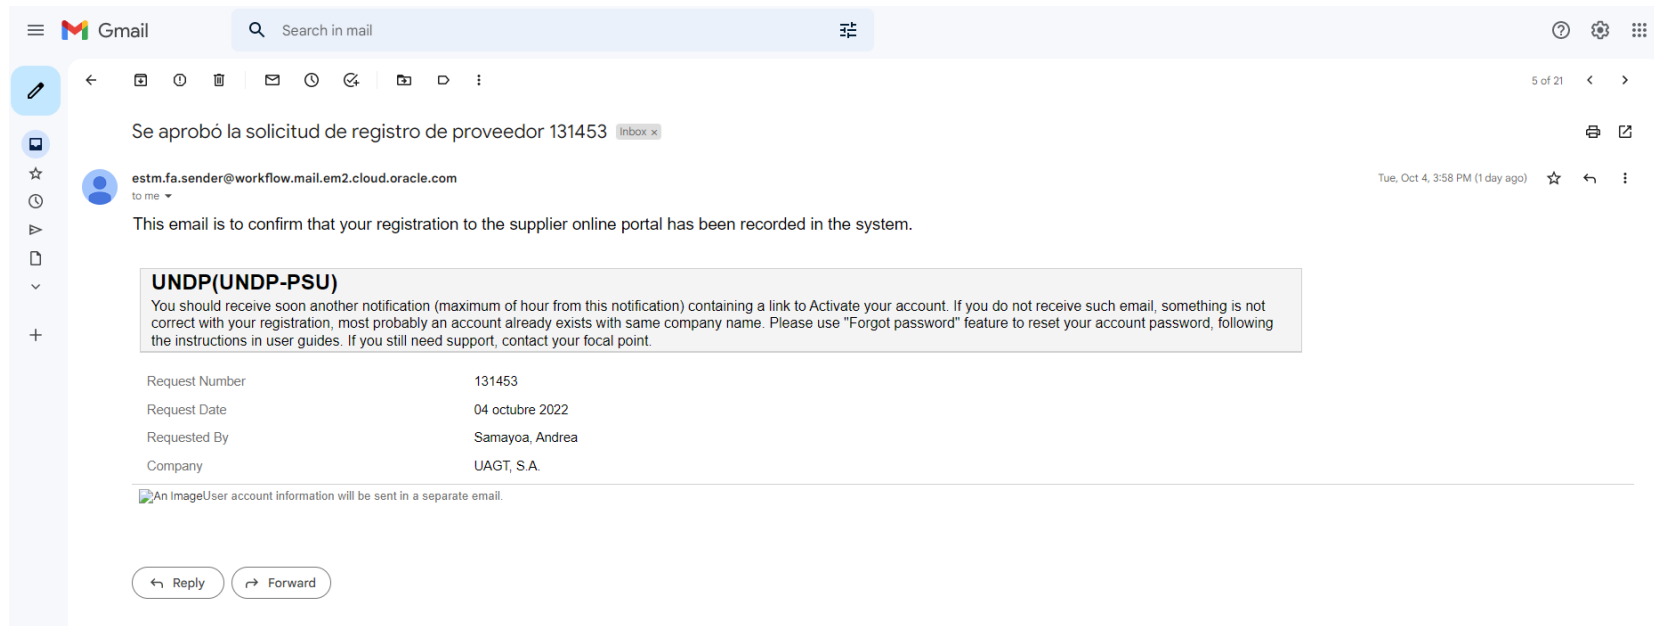 Gmail
Search in mail
5 of 21
Se aprobó la solicitud de registro de proveedor 131453 Inbox x
estm.fa.sender@workflow.mail.em2.cloud.oracle.com
Tue, Oct 4, 3:58 PM (1 day ago)
to me
This email is to confirm that your registration to the supplier online portal has been recorded in the system.
UNDP(UNDP-PSU)
You should receive soon another notification (maximum of hour from this notification) containing a link to Activate your account. If you do not receive such email, something is not
correct with your registration, most probably an account already exists with same company name. Please use "Forgot password" feature to reset your account password, following
the instructions in user guides. If you still need support, contact your focal point.
Request Number 131453
Request Date 04 octubre 2022
Requested By Samayoa, Andrea
Company UAGT, S.A.
An ImageUser account information will be sent in a separate email.
Reply Forward